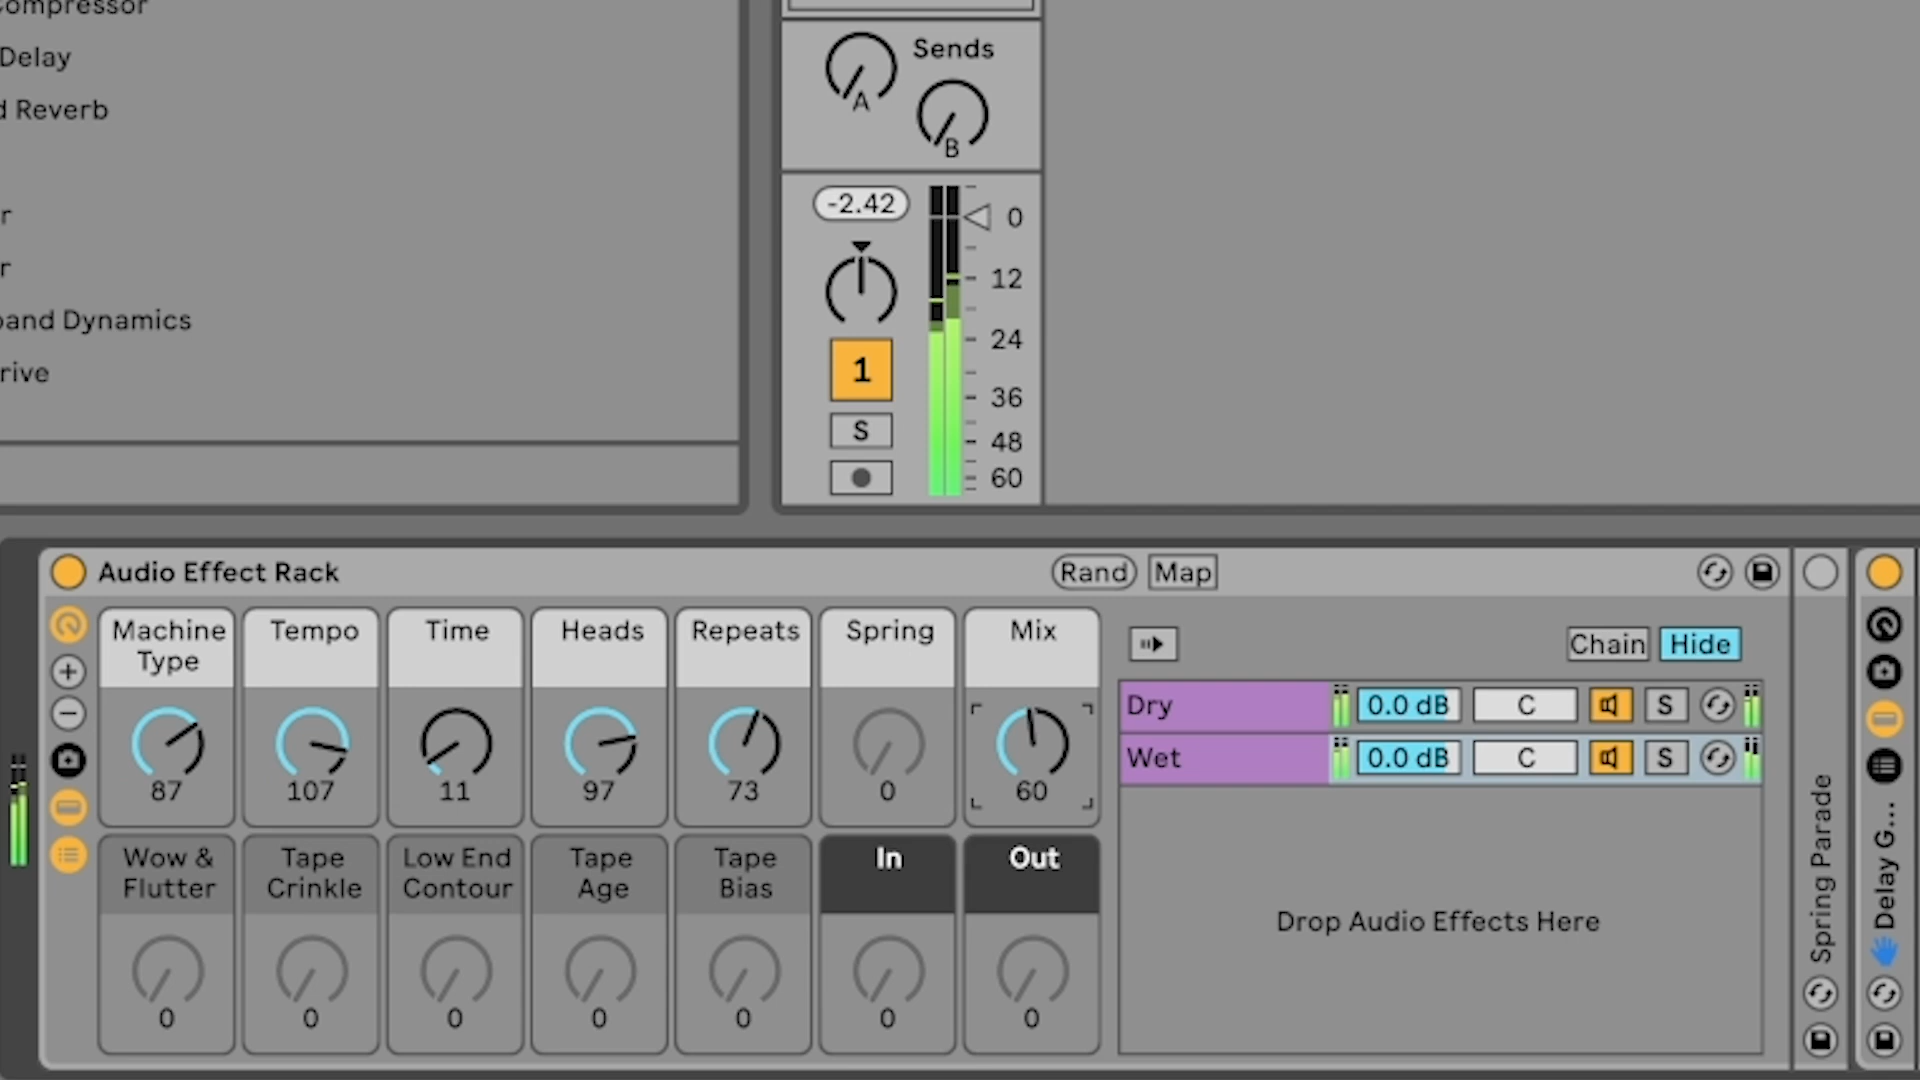 Compressor
Delay
d Reverb
r
r
band Dynamics
rive
Sends
A
B
-2.42
0
12
24
36
48
60
1
S
Audio Effect Rack
Rand
Map
Machine
Type
87
Tempo
107
Time
11
Heads
97
Repeats
73
Spring
0
Mix
60
Wow &
Flutter
0
Tape
Crinkle
0
Low End
Contour
0
Tape
Age
0
Tape
Bias
0
In
0
Out
0
Chain
Hide
Dry 0.0 dB C S
Wet 0.0 dB C S
Drop Audio Effects Here
Spring Parade
Delay G...